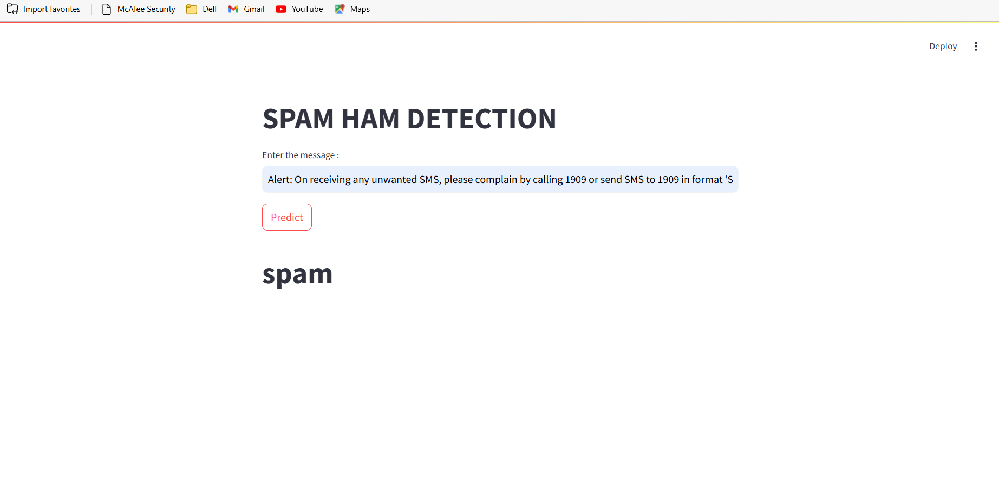 Import favorites McAfee Security Dell Gmail YouTube Maps
Deploy
SPAM HAM DETECTION
Enter the message :
Alert: On receiving any unwanted SMS, please complain by calling 1909 or send SMS to 1909 in format 'S
Predict
spam